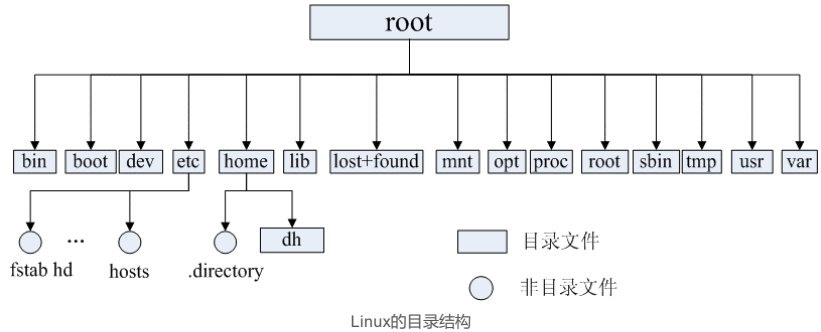 root
bin boot dev etc home lib lost+found mnt opt proc root sbin tmp usr var
... dh 目录文件
fstab hd hosts .directory 非目录文件
Linux的目录结构